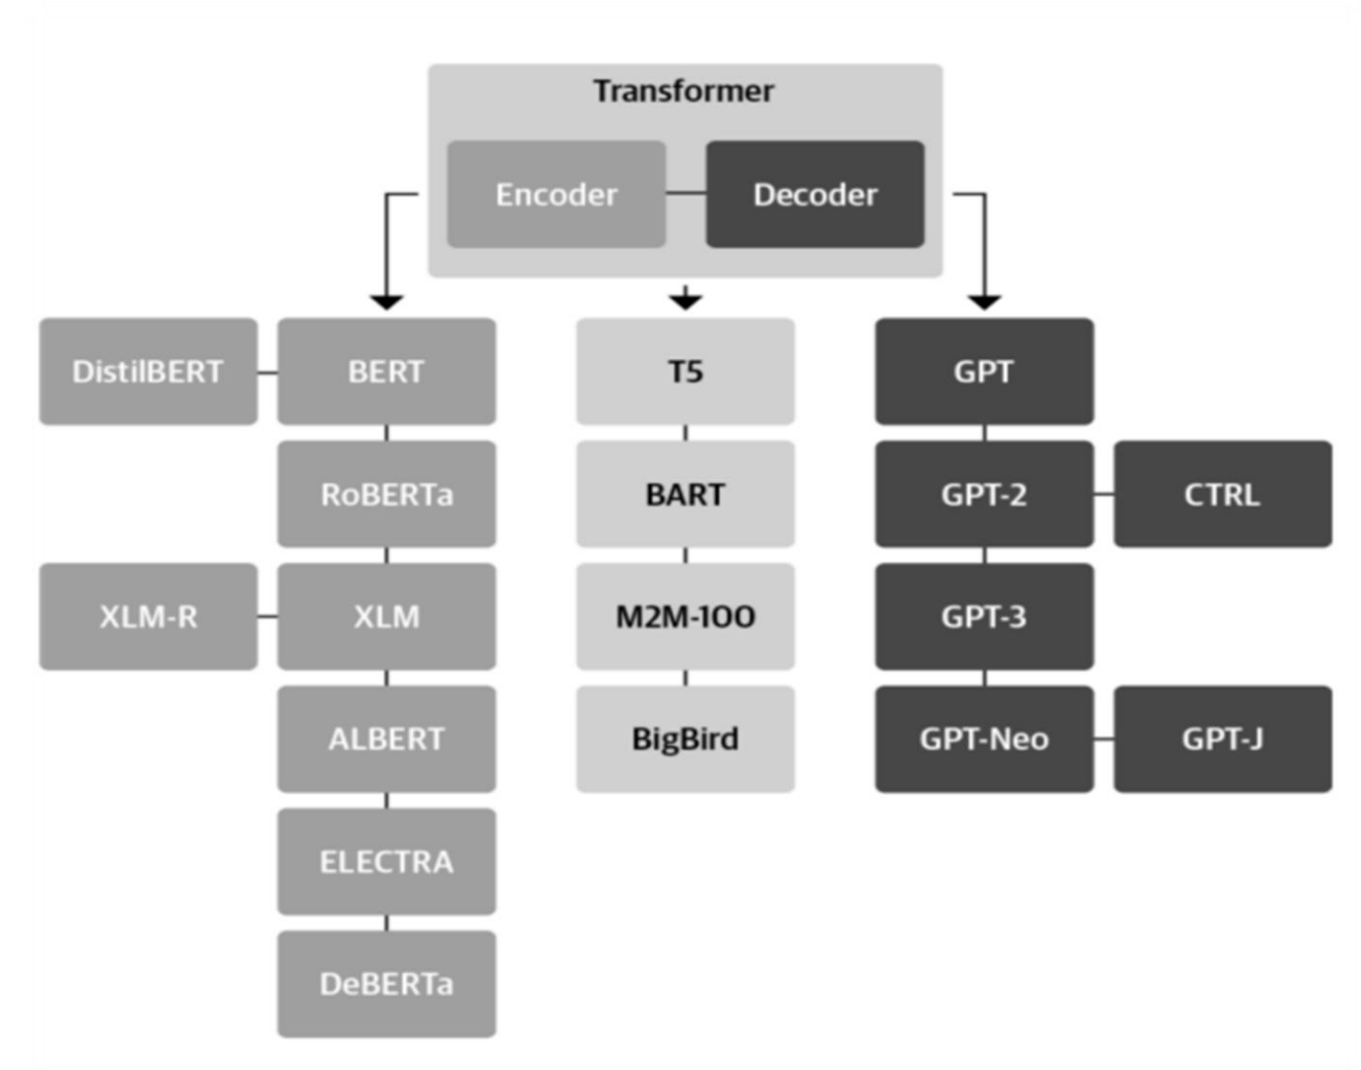 Transformer
Encoder
Decoder
DistilBERT
BERT
T5
GPT
RoBERTa
BART
GPT-2
CTRL
XLM-R
XLM
M2M-100
GPT-3
ALBERT
BigBird
GPT-Neo
GPT-J
ELECTRA
DeBERTa